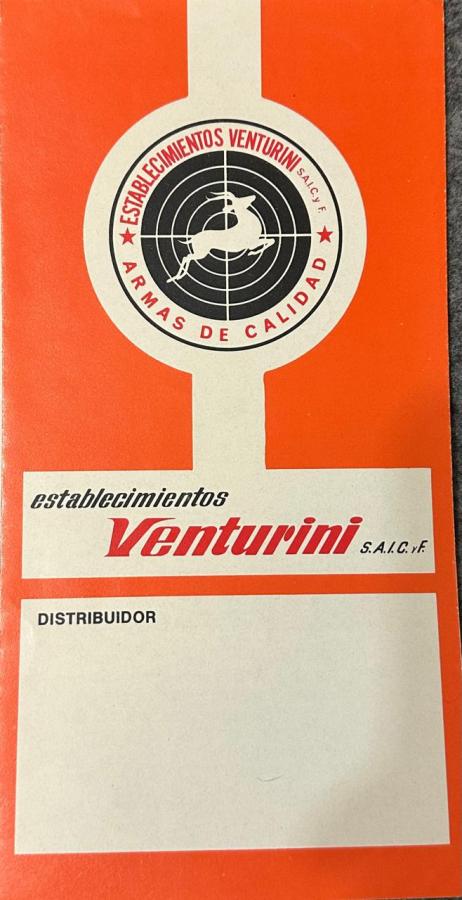 ESTABLECIMIENTOS VENTURINI S.A.I.C. y F.
ARMAS DE CALIDAD
establecimientos
Venturini S.A.I.C. y F.
DISTRIBUIDOR